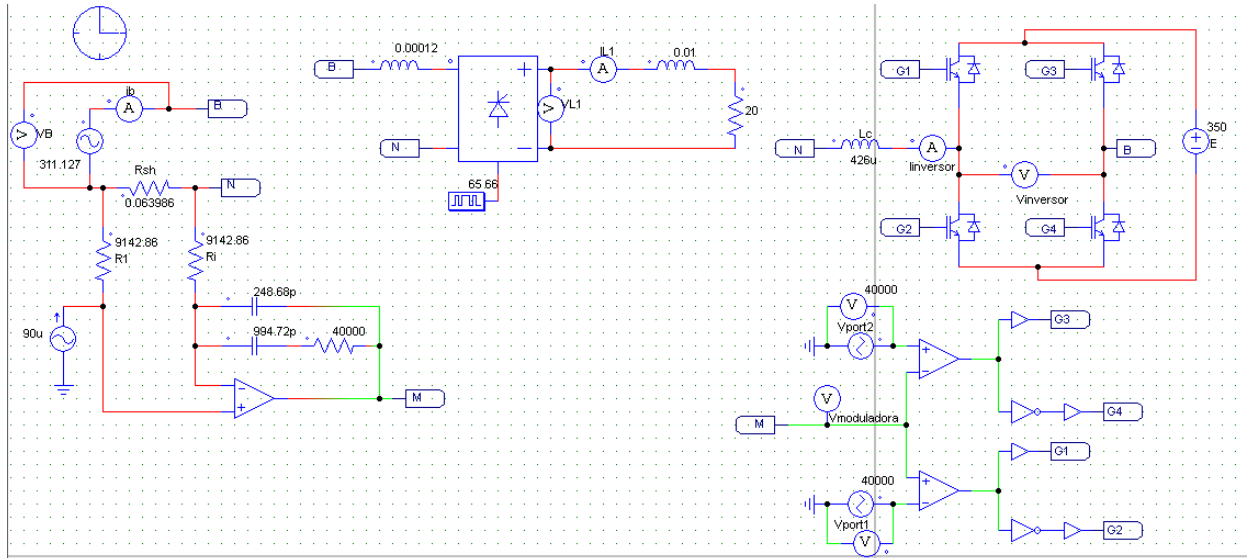 0.00012
B
IL1
0.01
A
VL1
V
20
N
65 66
ib
A
B
V
VB
311.127
Rsh
N
0.063986
9142.86
R1
9142.86
Ri
248.68p
994.72p
40000
90u
M
G1
G3
350
E
Lc
N
426u
A
Iinversor
B
V
Vinversor
G2
G4
40000
V
Vport2
G3
V
Vmoduladora
G4
M
G1
40000
Vport1
V
G2